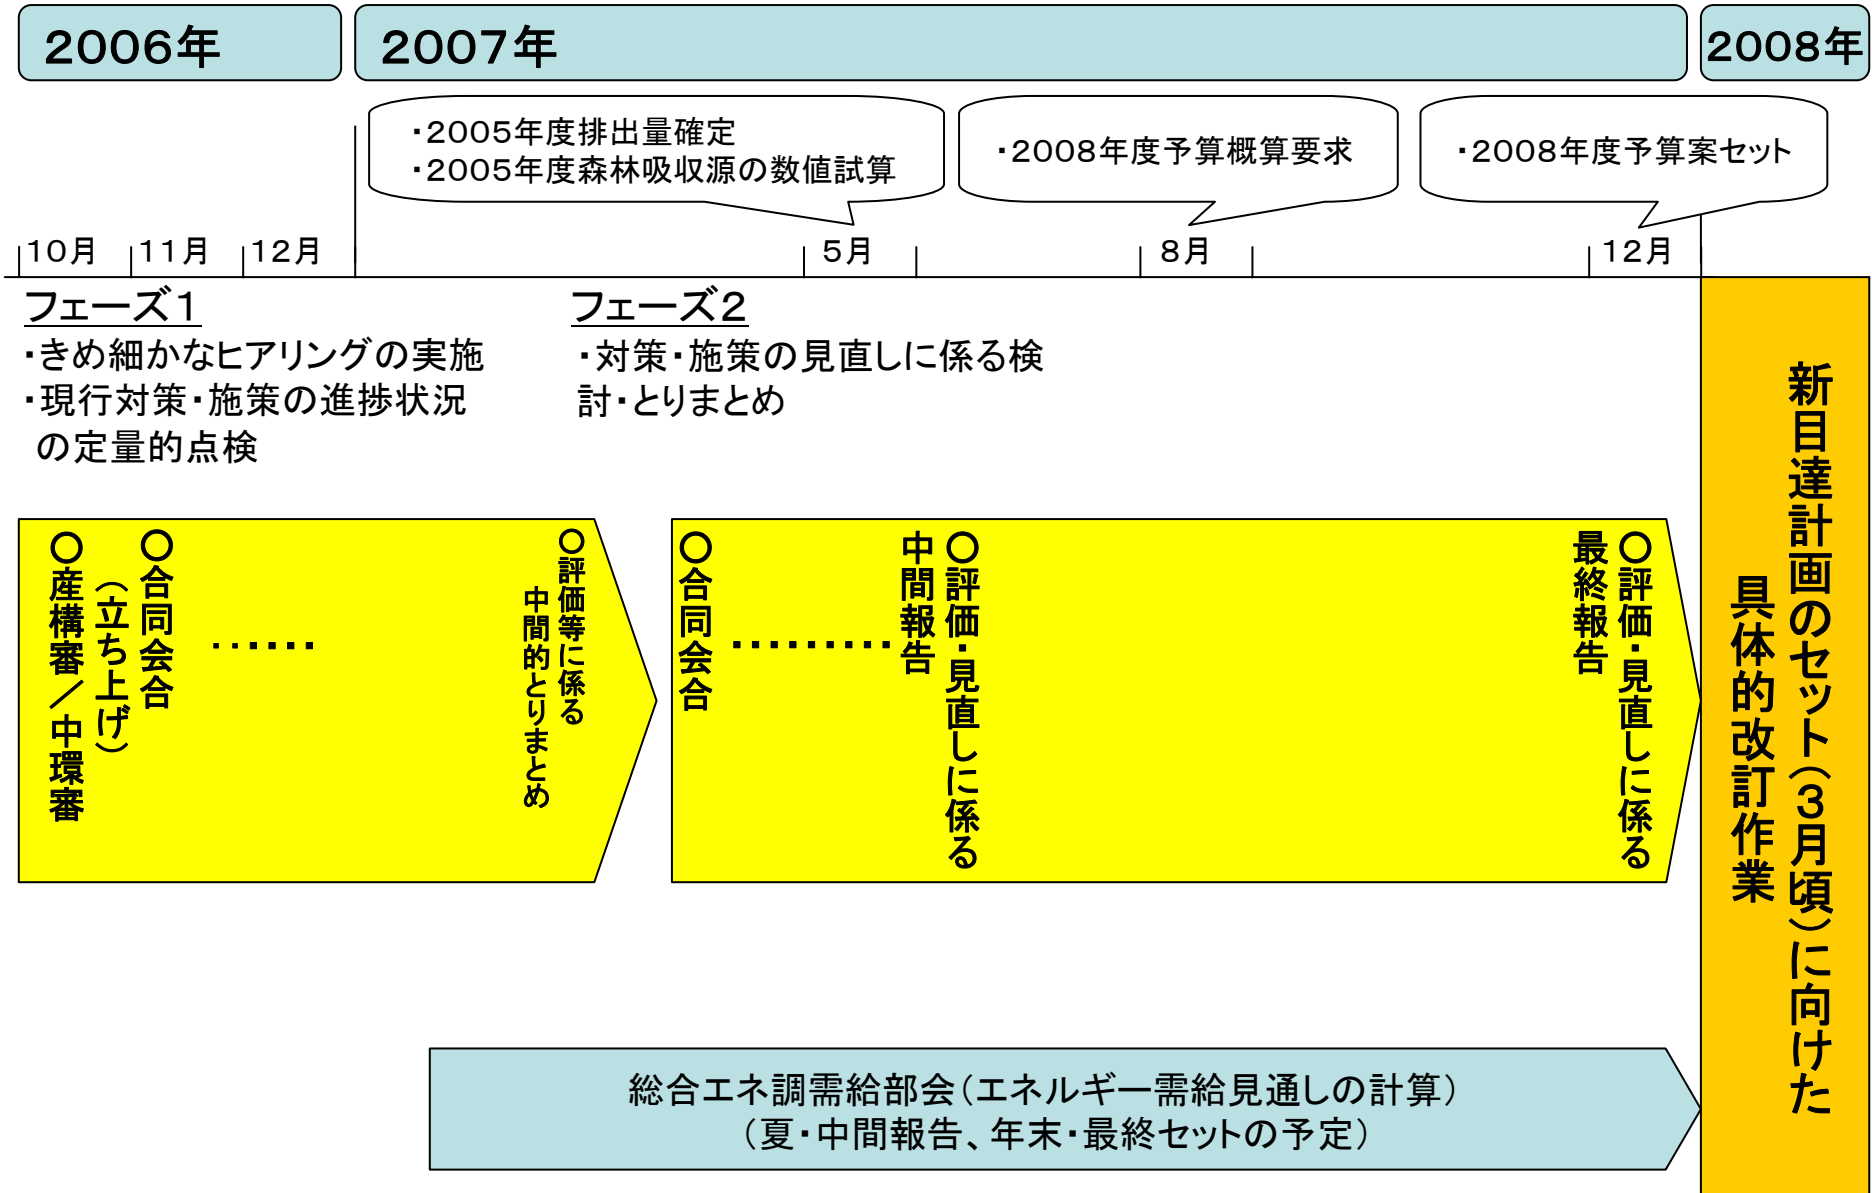 2006年
2007年
2008年
・2005年度排出量確定
・2005年度森林吸収源の数値試算
・2008年度予算概算要求
・2008年度予算案セット
10月
11月
12月
5月
8月
12月
フェーズ1
・きめ細かなヒアリングの実施
・現行対策・施策の進捗状況
の定量的点検
フェーズ2
・対策・施策の見直しに係る検
討・とりまとめ
○産構審/中環審
(立ち上げ)
○合同会合
・・・・・・
○評価等に係る
中間的とりまとめ
○合同会合
・・・・・・・・・
○評価・見直しに係る
中間報告
○評価・見直しに係る
最終報告
新目達計画のセット(3月頃)に向けた
具体的改訂作業
総合エネ調需給部会(エネルギー需給見通しの計算)
(夏・中間報告、年末・最終セットの予定)